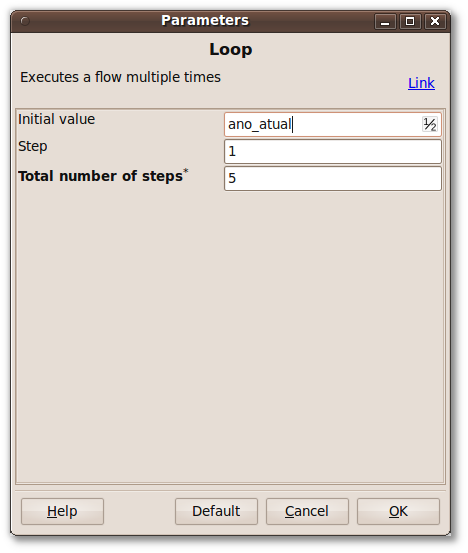 Parameters
Loop
Executes a flow multiple times
Link
Initial value
ano_atual ½
Step
1
Total number of steps*
5
Help Default Cancel OK